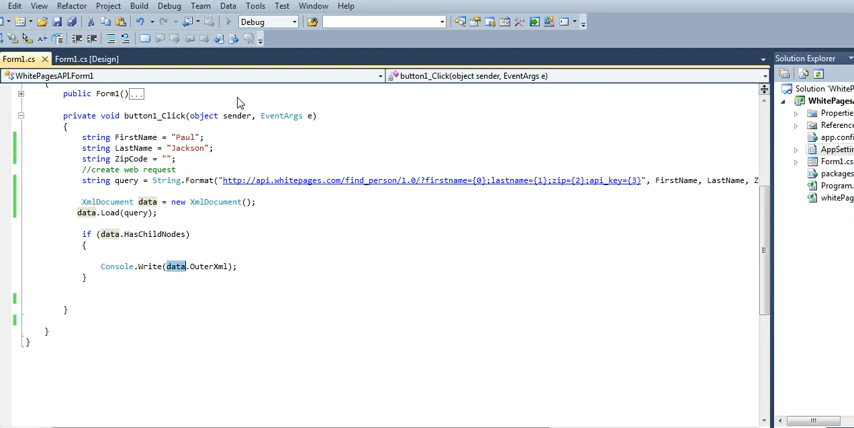 Edit View Refactor Project Build Debug Team Data Tools Test Window Help
Debug
Form1.cs Form1.cs [Design]
WhitePagesAPI.Form1 button1_Click(object sender, EventArgs e)
{
public Form1()...
private void button1_Click(object sender, EventArgs e)
{
string FirstName = "Paul";
string LastName = "Jackson";
string ZipCode = "";
//create web request
string query = String.Format("http://api.whitepages.com/find_person/1.0/?firstname={0};lastname={1};zip={2};api_key={3}", FirstName, LastName, Z
XmlDocument data = new XmlDocument();
data.Load(query);
if (data.HasChildNodes)
{
Console.Write(data.OuterXml);
}
}
}
}
Solution Explorer
Solution 'WhitePages
WhitePagesA
Properti
Referenc
app.confi
AppSettin
Form1.cs
packages
Program.
whitePag